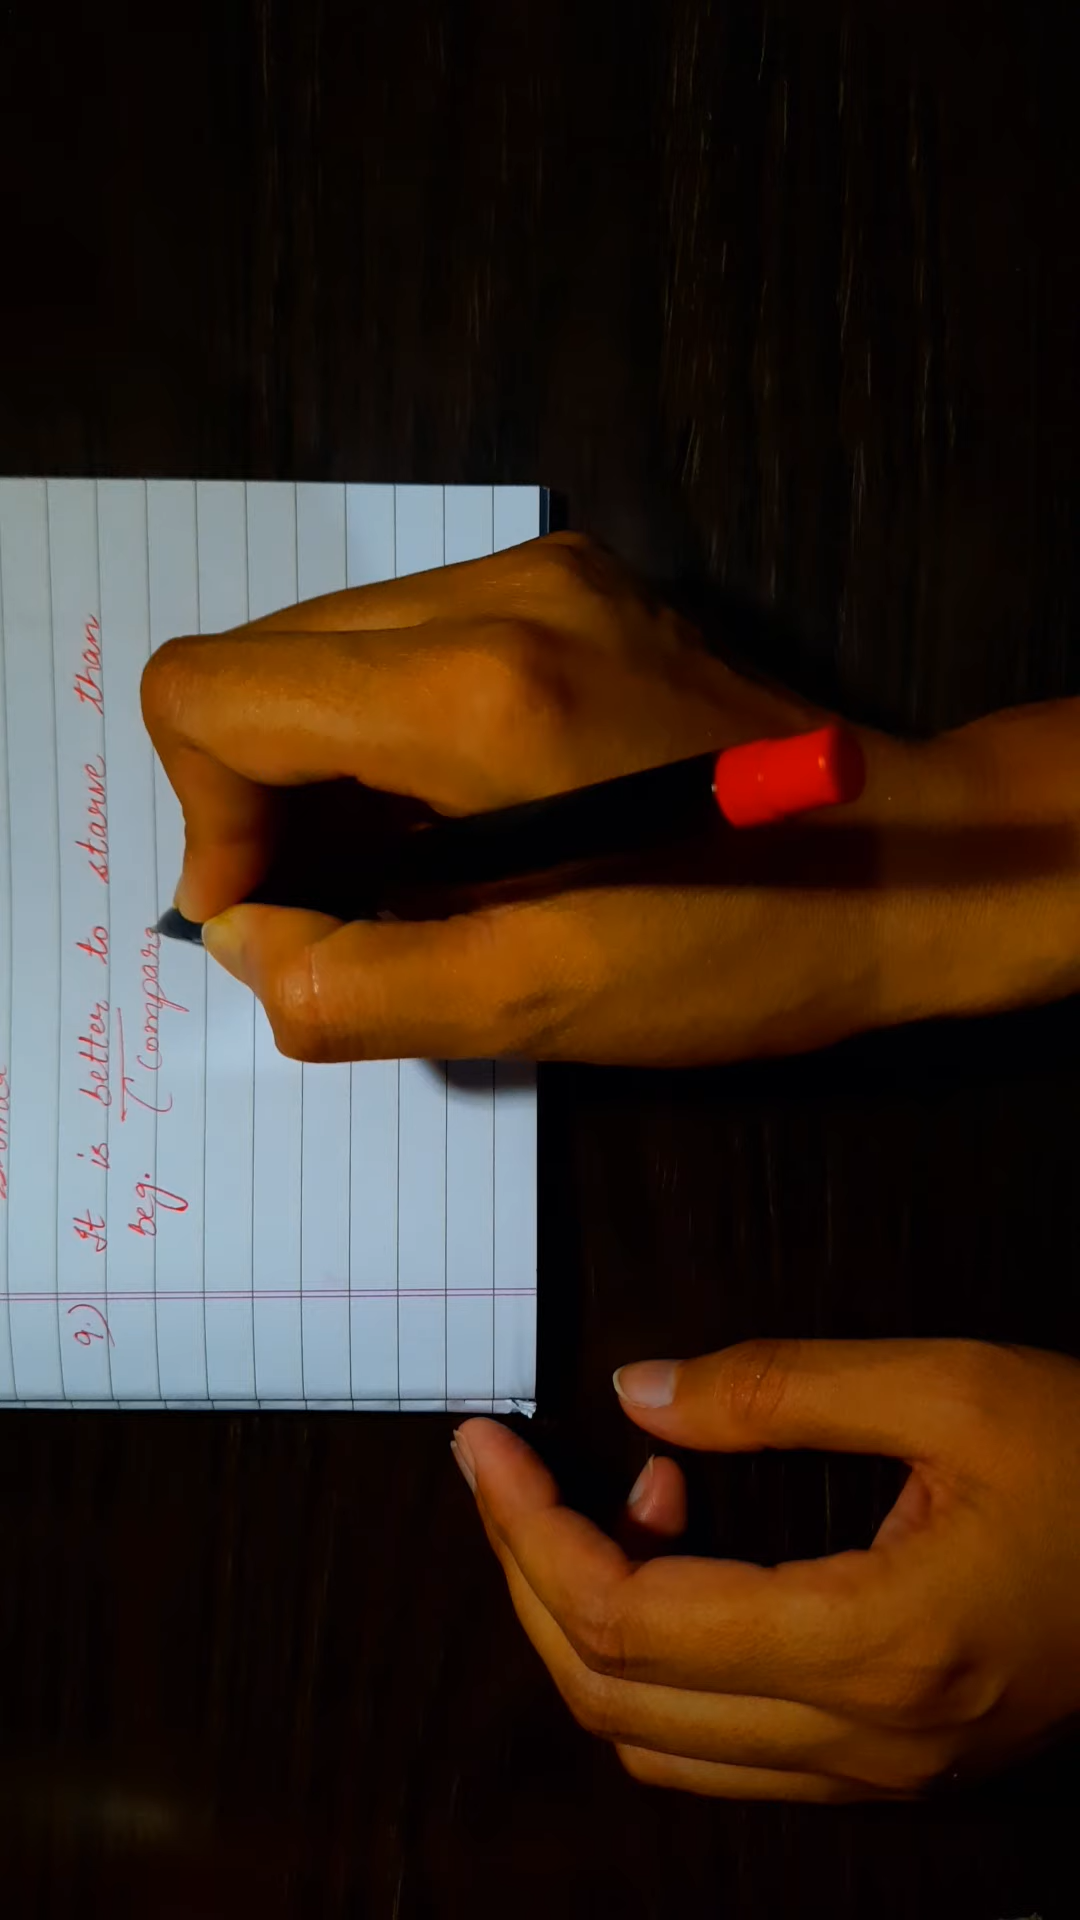 9.) It is better to starve than
beg. (Compara